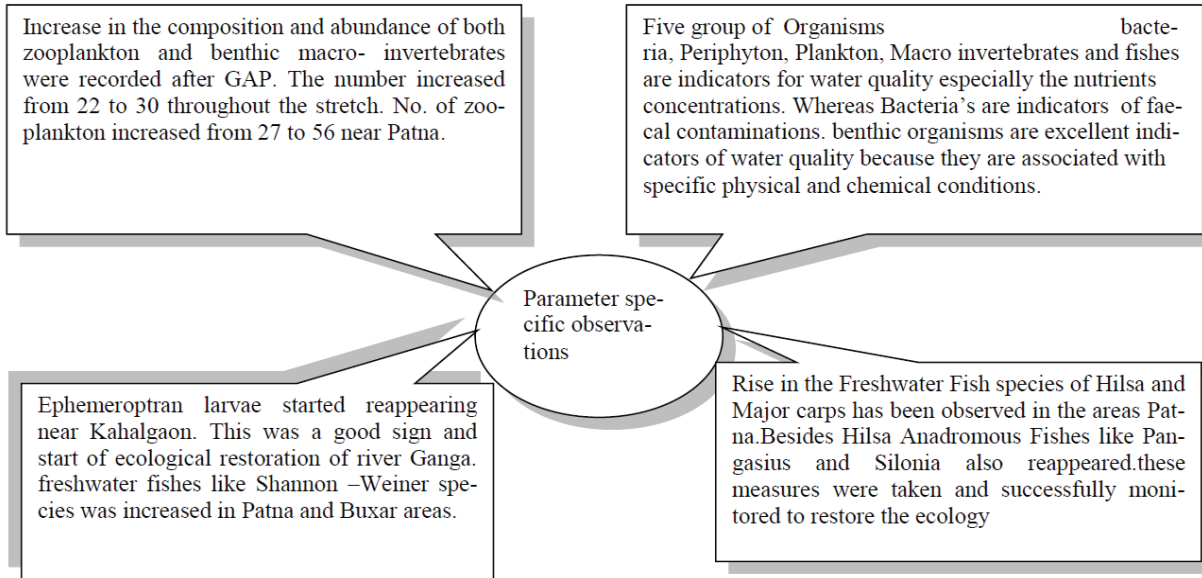 Increase in the composition and abundance of both
zooplankton and benthic macro- invertebrates
were recorded after GAP. The number increased
from 22 to 30 throughout the stretch. No. of zoo-
plankton increased from 27 to 56 near Patna.
Five group of Organisms bacte-
ria, Periphyton, Plankton, Macro invertebrates and fishes
are indicators for water quality especially the nutrients
concentrations. Whereas Bacteria’s are indicators of fae-
cal contaminations. benthic organisms are excellent indi-
cators of water quality because they are associated with
specific physical and chemical conditions.
Parameter spe-
cific observa-
tions
Ephemeroptran larvae started reappearing
near Kahalgaon. This was a good sign and
start of ecological restoration of river Ganga.
freshwater fishes like Shannon –Weiner spe-
cies was increased in Patna and Buxar areas.
Rise in the Freshwater Fish species of Hilsa and
Major carps has been observed in the areas Pat-
na.Besides Hilsa Anadromous Fishes like Pan-
gasius and Silonia also reappeared.these
measures were taken and successfully moni-
tored to restore the ecology